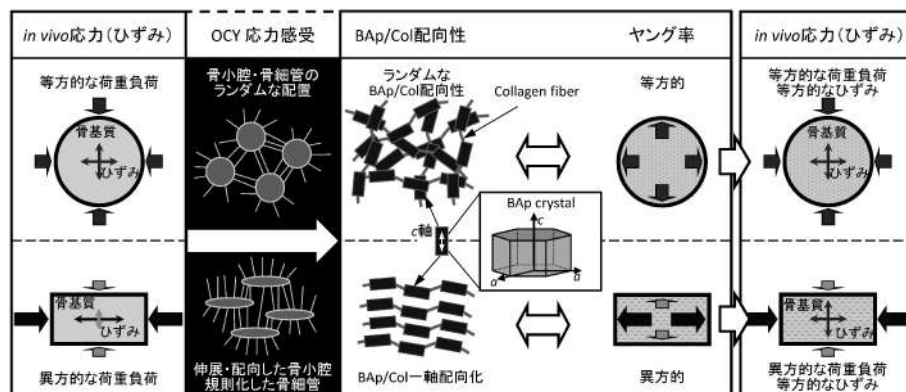 in vivo応力(ひずみ)
OCY 応力感受
BAp/Col配向性
ヤング率
in vivo応力(ひずみ)
等方的な荷重負荷
骨基質
ひずみ
骨小腔・骨細管の
ランダムな配置
ランダムな
BAp/Col配向性
Collagen fiber
等方的
等方的な荷重負荷
等方的なひずみ
骨基質
ひずみ
c軸
BAp crystal
c
a
a
骨基質
ひずみ
異方的な荷重負荷
伸展・配向した骨小腔
規則化した骨細管
BAp/Col一軸配向化
異方的
骨基質
ひずみ
異方的な荷重負荷
等方的なひずみ